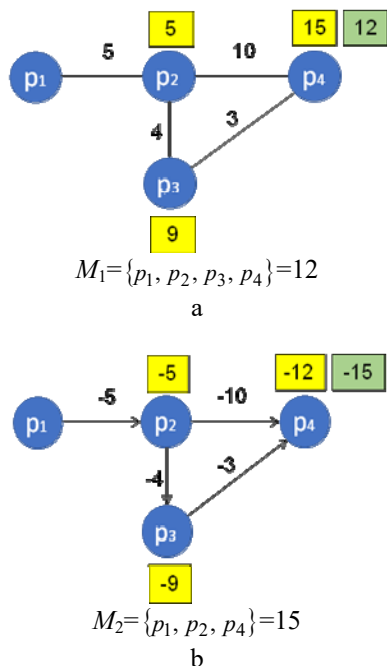 5 15 12
5 10
p₁ p₂ p₄
4 3
p₃
9
M₁={p₁, p₂, p₃, p₄}=12
a
-5 -12 -15
-5 -10
p₁ p₂ p₄
-4 -3
p₃
-9
M₂={p₁, p₂, p₄}=15
b